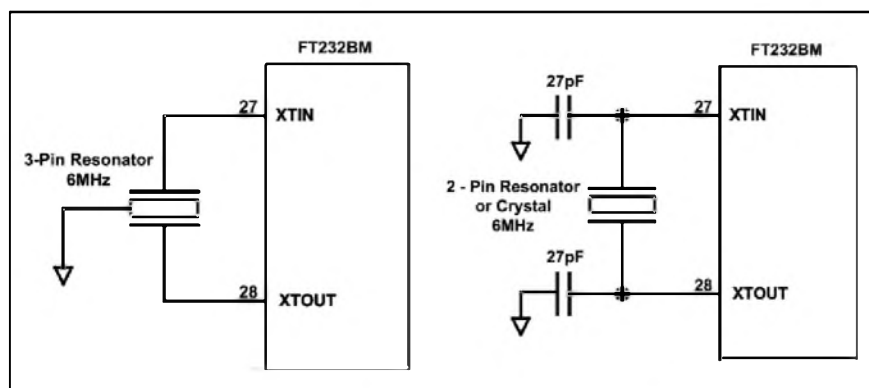 FT232BM
27
XTIN
3-Pin Resonator
6MHz
28
XTOUT
FT232BM
27pF
27
XTIN
2 - Pin Resonator
or Crystal
6MHz
27pF
28
XTOUT